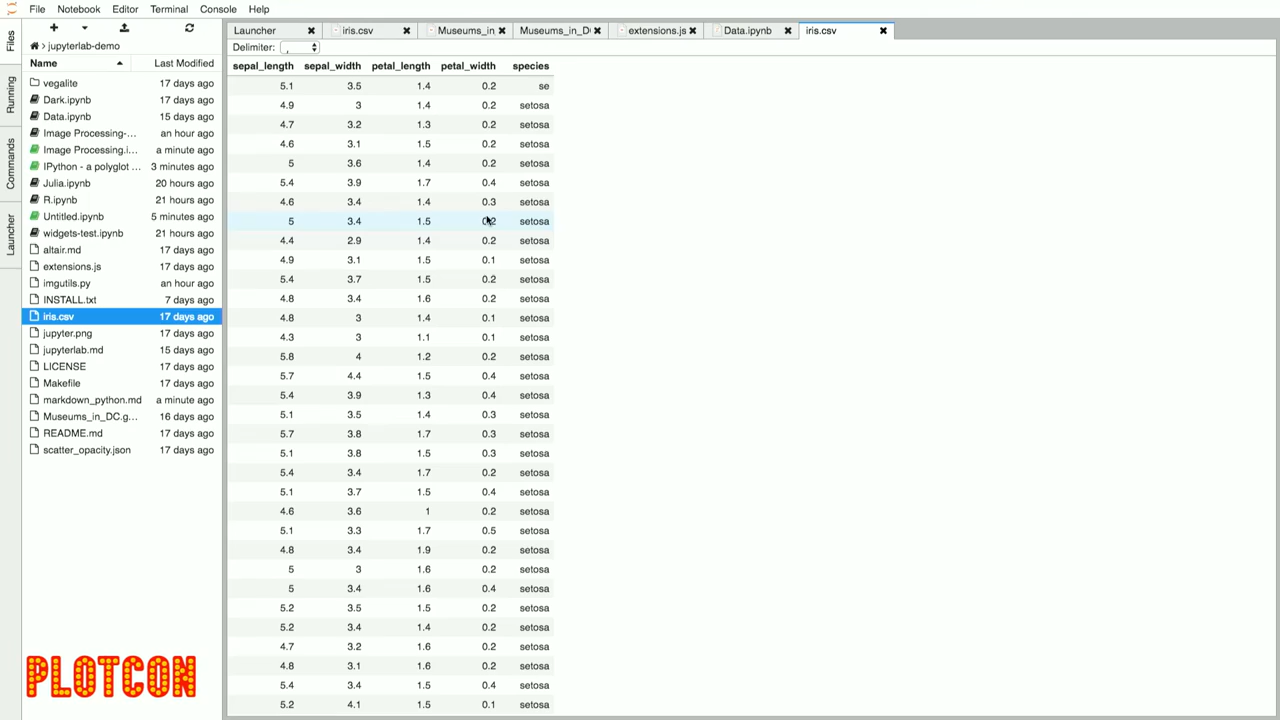 File Notebook Editor Terminal Console Help
Files
Running
Commands
Launcher
jupyterlab-demo
Name Last Modified
vegalite 17 days ago
Dark.ipynb 17 days ago
Data.ipynb 15 days ago
Image Processing-... an hour ago
Image Processing.i... a minute ago
IPython - a polyglot ... 3 minutes ago
Julia.ipynb 20 hours ago
R.ipynb 21 hours ago
Untitled.ipynb 5 minutes ago
widgets-test.ipynb 21 hours ago
altair.md 17 days ago
extensions.js 17 days ago
imgutils.py an hour ago
INSTALL.txt 7 days ago
iris.csv 17 days ago
jupyter.png 17 days ago
jupyterlab.md 15 days ago
LICENSE 17 days ago
Makefile 17 days ago
markdown_python.md a minute ago
Museums_in_DC.g... 16 days ago
README.md 17 days ago
scatter_opacity.json 17 days ago
PLOTCON
Launcher iris.csv Museums_in Museums_in_D extensions.js Data.ipynb iris.csv
Delimiter: ,
sepal_length sepal_width petal_length petal_width species
5.1 3.5 1.4 0.2 se
4.9 3 1.4 0.2 setosa
4.7 3.2 1.3 0.2 setosa
4.6 3.1 1.5 0.2 setosa
5 3.6 1.4 0.2 setosa
5.4 3.9 1.7 0.4 setosa
4.6 3.4 1.4 0.3 setosa
5 3.4 1.5 0.2 setosa
4.4 2.9 1.4 0.2 setosa
4.9 3.1 1.5 0.1 setosa
5.4 3.7 1.5 0.2 setosa
4.8 3.4 1.6 0.2 setosa
4.8 3 1.4 0.1 setosa
4.3 3 1.1 0.1 setosa
5.8 4 1.2 0.2 setosa
5.7 4.4 1.5 0.4 setosa
5.4 3.9 1.3 0.4 setosa
5.1 3.5 1.4 0.3 setosa
5.7 3.8 1.7 0.3 setosa
5.1 3.8 1.5 0.3 setosa
5.4 3.4 1.7 0.2 setosa
5.1 3.7 1.5 0.4 setosa
4.6 3.6 1 0.2 setosa
5.1 3.3 1.7 0.5 setosa
4.8 3.4 1.9 0.2 setosa
5 3 1.6 0.2 setosa
5 3.4 1.6 0.4 setosa
5.2 3.5 1.5 0.2 setosa
5.2 3.4 1.4 0.2 setosa
4.7 3.2 1.6 0.2 setosa
4.8 3.1 1.6 0.2 setosa
5.4 3.4 1.5 0.4 setosa
5.2 4.1 1.5 0.1 setosa